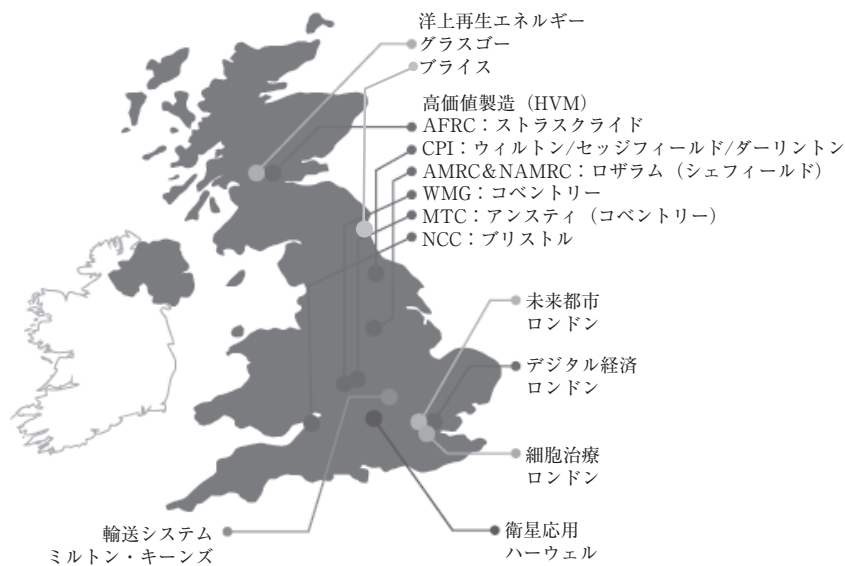 洋上再生エネルギー
グラスゴー
ブライス
高価値製造（HVM）
AFRC：ストラスクライド
CPI：ウィルトン/セッジフィールド/ダーリントン
AMRC＆NAMRC：ロザラム（シェフィールド）
WMG：コベントリー
MTC：アンスティ（コベントリー）
NCC：ブリストル
未来都市
ロンドン
デジタル経済
ロンドン
細胞治療
ロンドン
輸送システム
ミルトン・キーンズ
衛星応用
ハーウェル